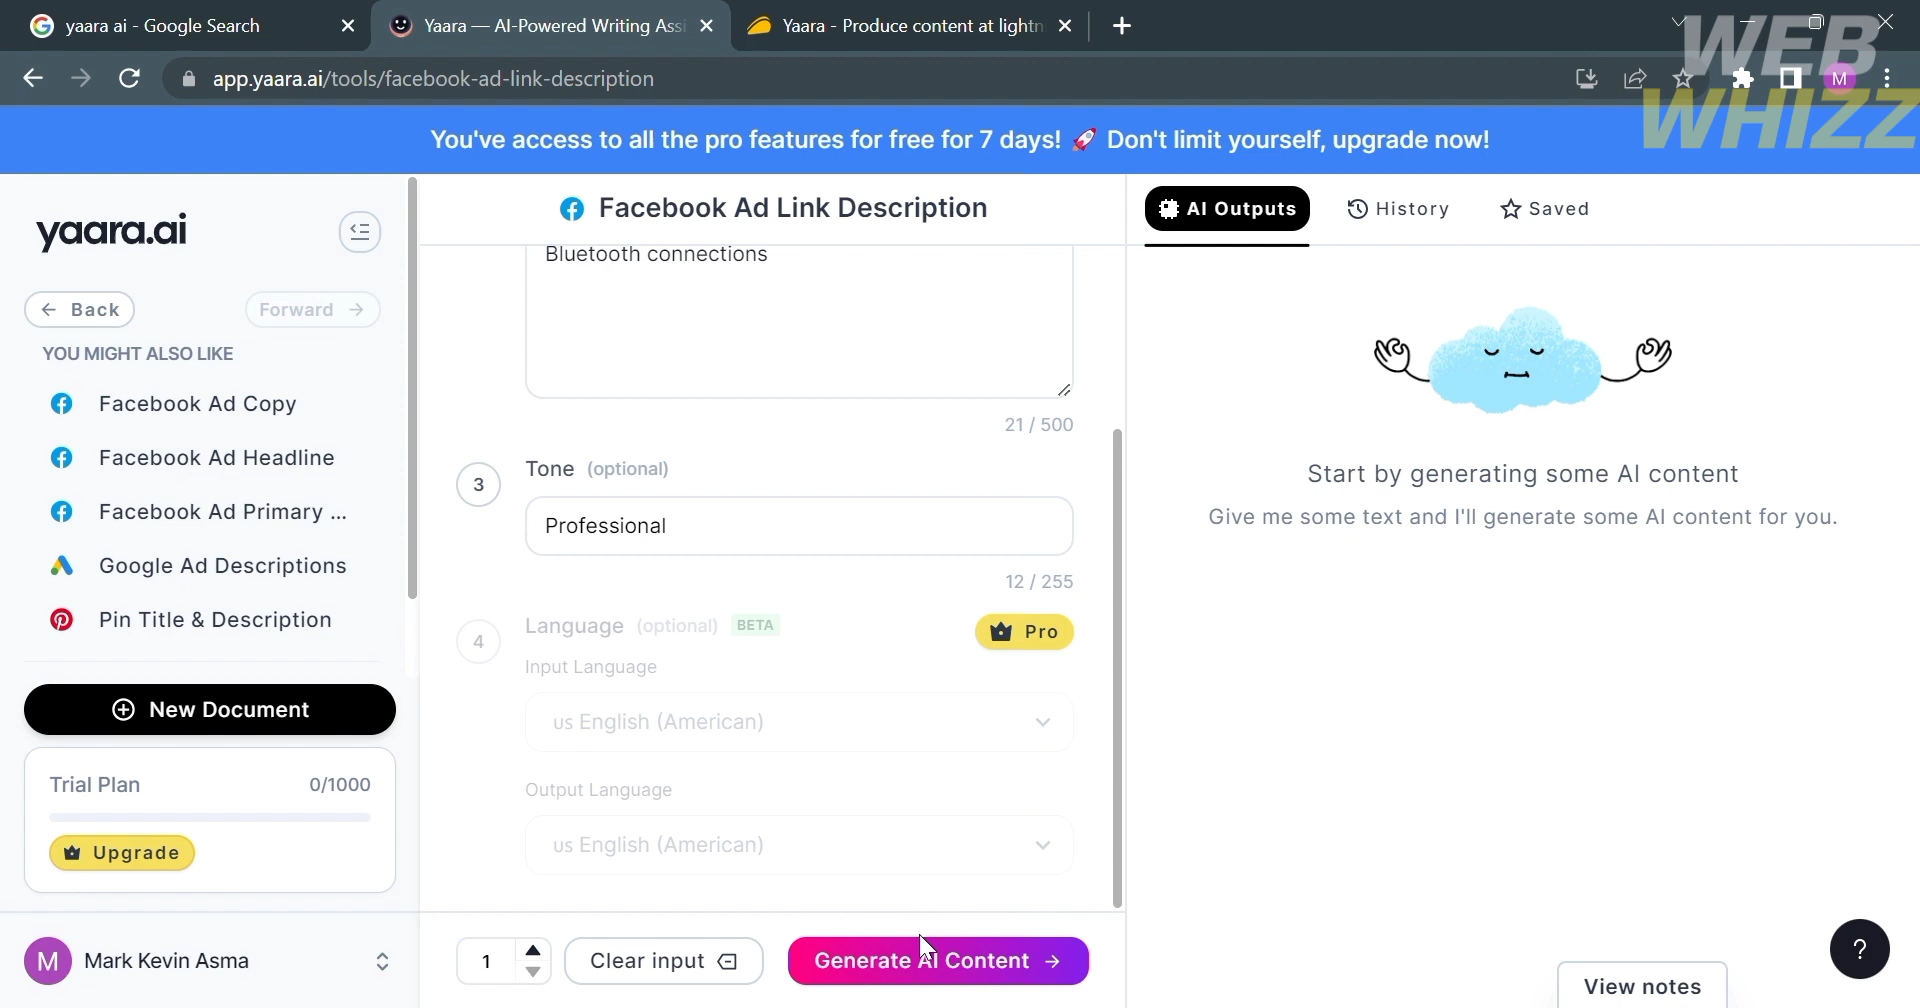 yaara ai - Google Search
Yaara — AI-Powered Writing Assi
Yaara - Produce content at lightn
app.yaara.ai/tools/facebook-ad-link-description
M
WEB
WHIZZ
You've access to all the pro features for free for 7 days! 🚀 Don't limit yourself, upgrade now!
yaara.ai
← Back
Forward →
YOU MIGHT ALSO LIKE
Facebook Ad Copy
Facebook Ad Headline
Facebook Ad Primary ...
Google Ad Descriptions
Pin Title & Description
New Document
Trial Plan 0/1000
Upgrade
M Mark Kevin Asma
Facebook Ad Link Description
Bluetooth connections
21 / 500
3 Tone (optional)
Professional
12 / 255
4 Language (optional) BETA Pro
Input Language
US English (American)
Output Language
US English (American)
1 Clear input Generate AI Content →
AI Outputs History Saved
Start by generating some AI content
Give me some text and I'll generate some AI content for you.
?
View notes